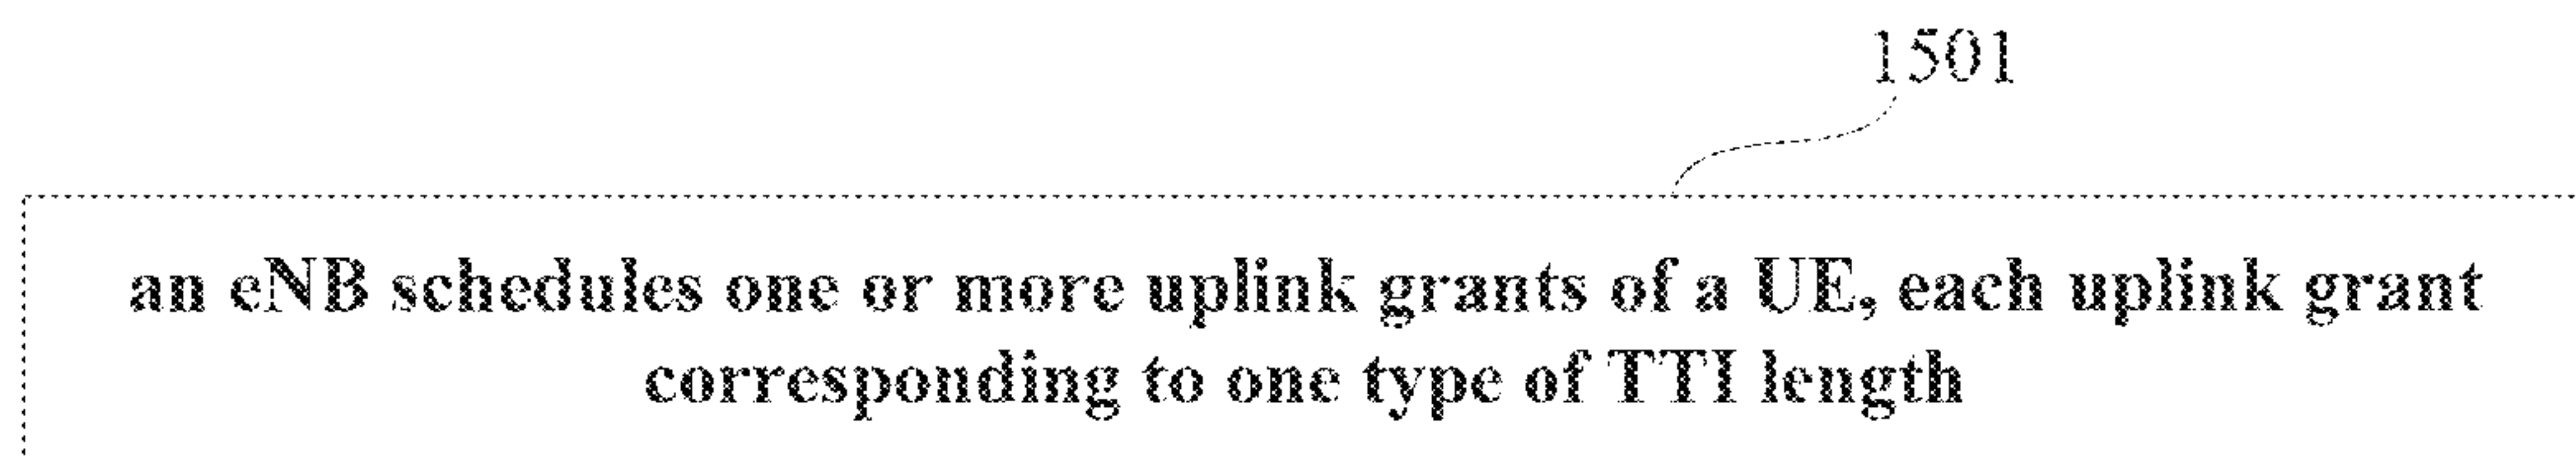 1501
an eNB schedules one or more uplink grants of a UE, each uplink grant
corresponding to one type of TTI length